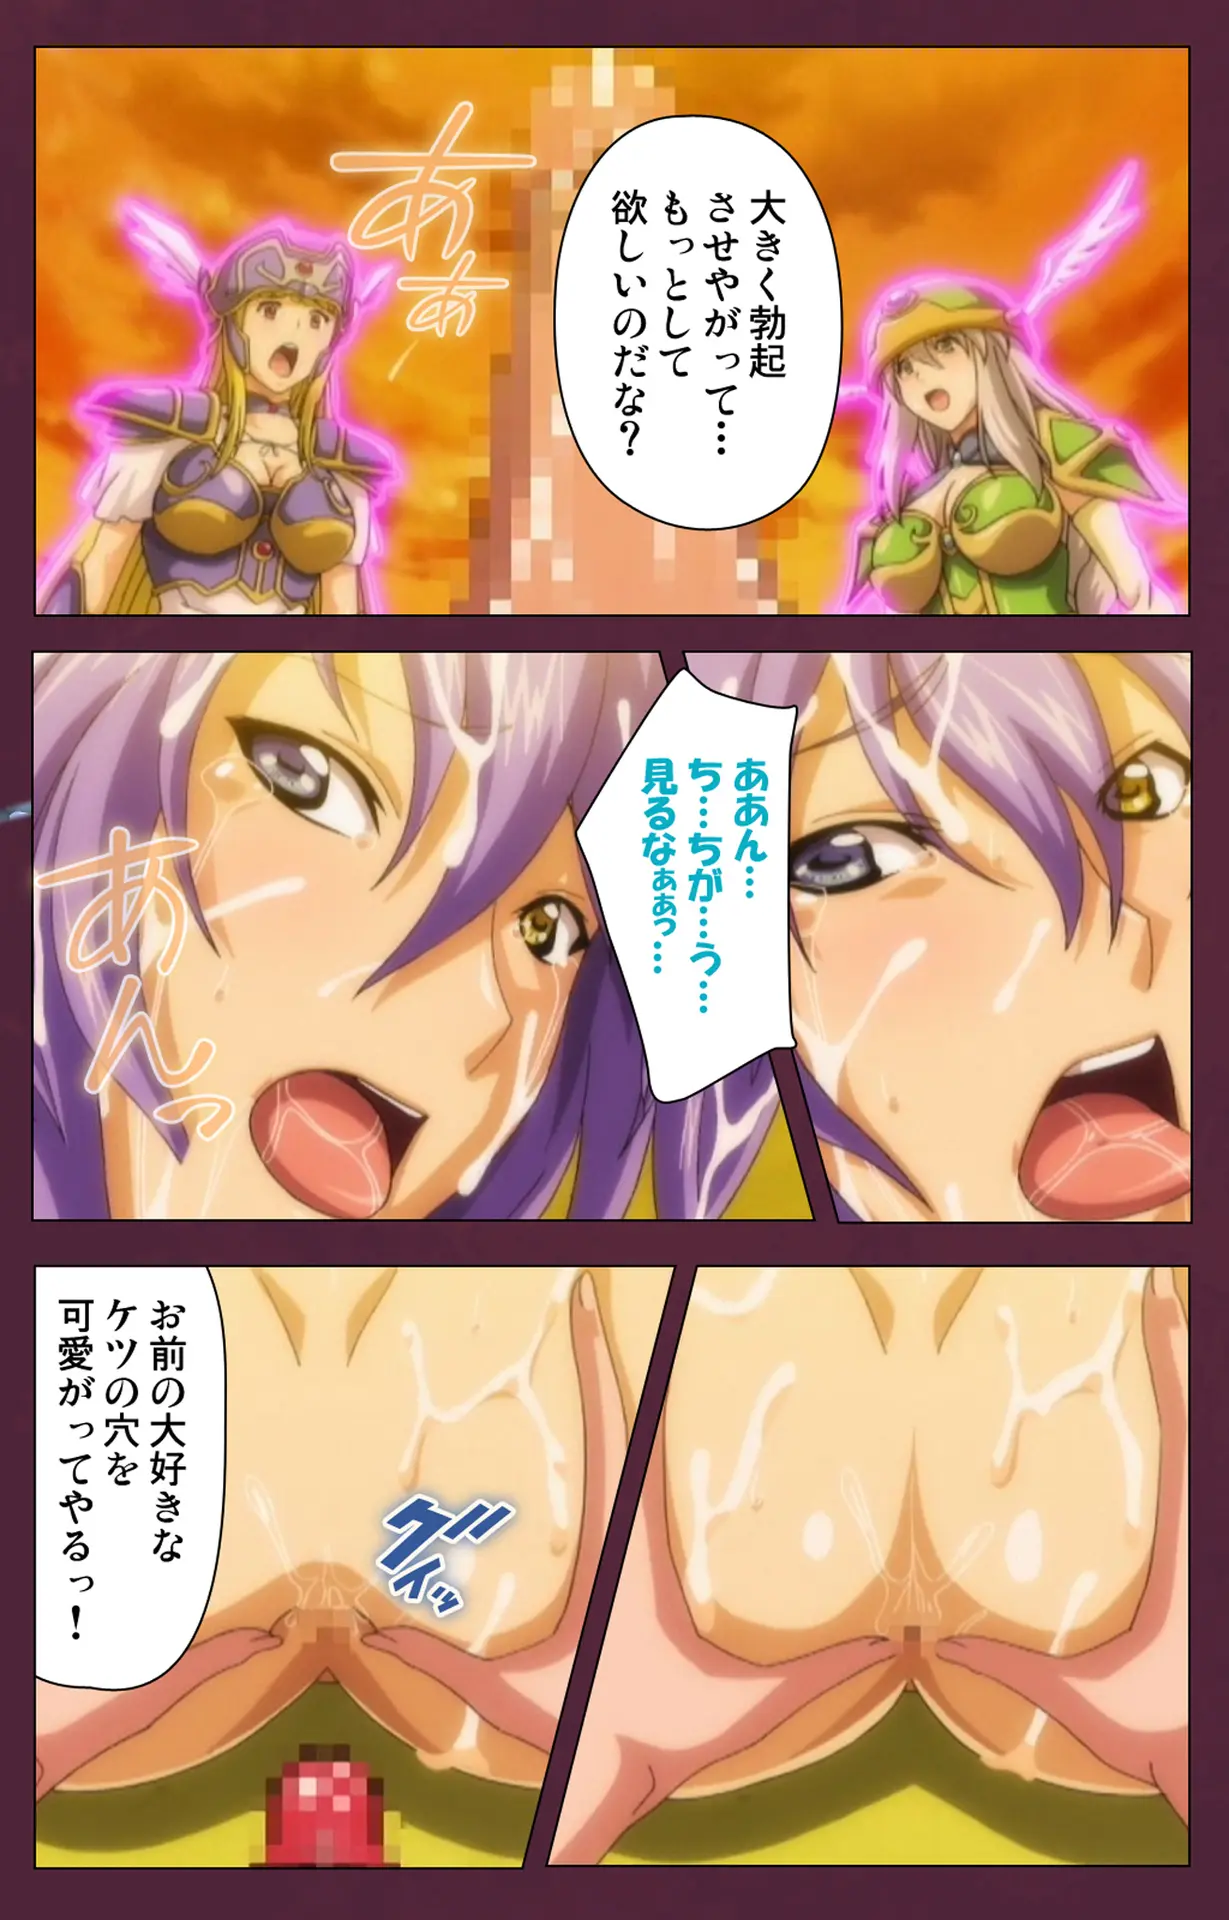 大きく勃起
させやがって…
もっとして
欲しいのだな?
あぁ
あぁ
ああん…
ち…ちが…う…
見るなぁぁっ…
あんっ
お前の大好きな
ケツの穴を
可愛がってやるっ!
グイッ